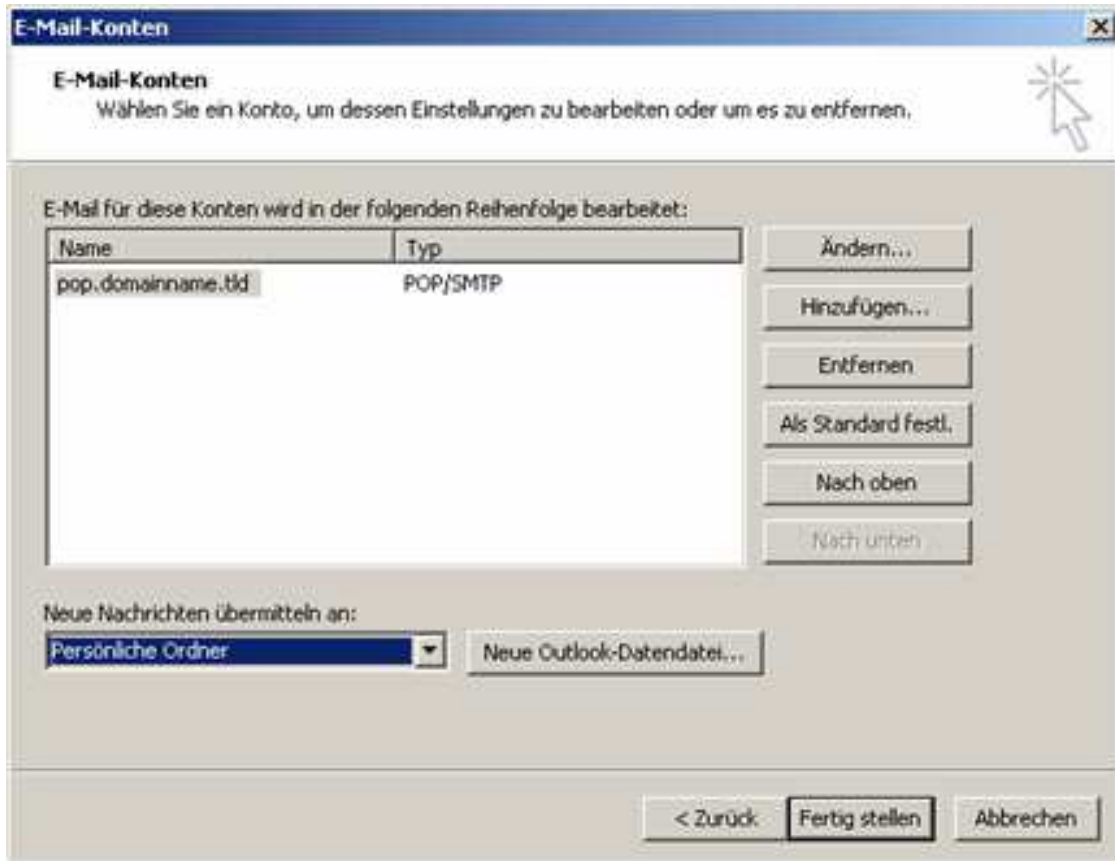 E-Mail-Konten
E-Mail-Konten
Wählen Sie ein Konto, um dessen Einstellungen zu bearbeiten oder um es zu entfernen.
E-Mail für diese Konten wird in der folgenden Reihenfolge bearbeitet:
Name Typ
pop.domainname.tld POP/SMTP
Ändern...
Hinzufügen...
Entfernen
Als Standard festl.
Nach oben
Nach unten
Neue Nachrichten übermitteln an:
Persönliche Ordner Neue Outlook-Datendatei...
< Zurück Fertig stellen Abbrechen